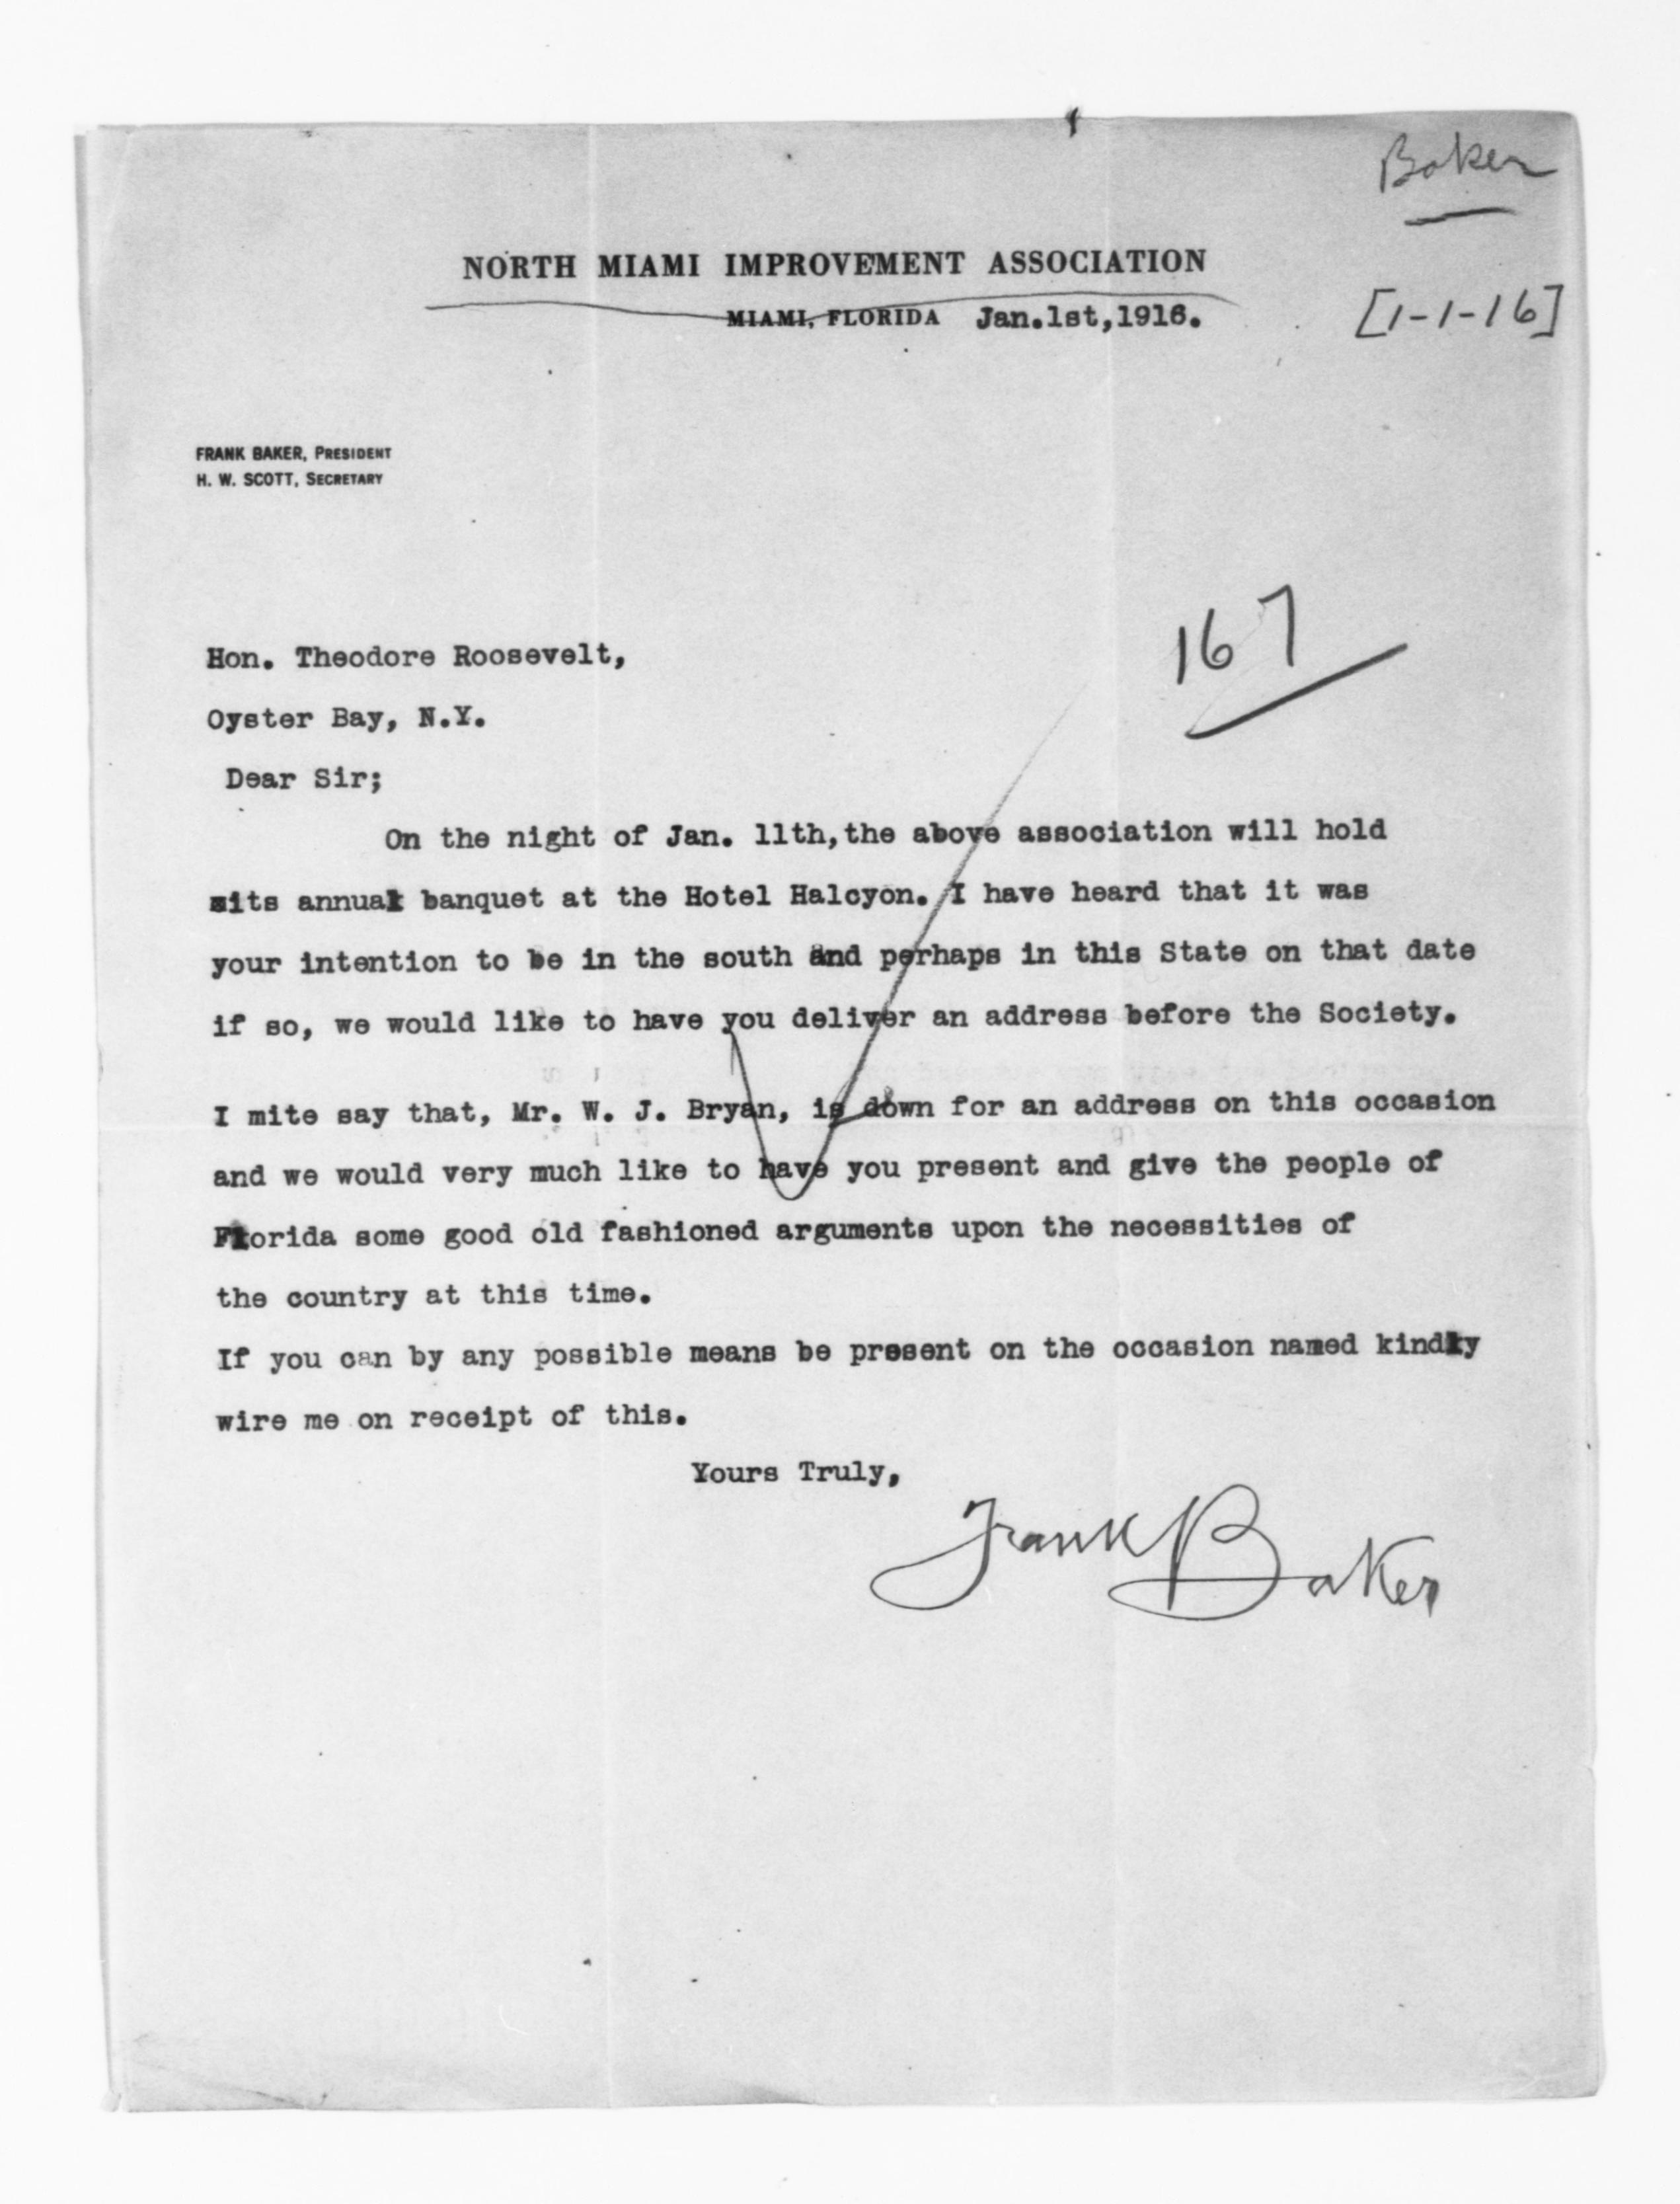 Baker
NORTH MIAMI IMPROVEMENT ASSOCIATION
MIAMI, FLORIDA Jan.1st,1916.
[1-1-16]
FRANK BAKER, PRESIDENT
H. W. SCOTT, SECRETARY
167
Hon. Theodore Roosevelt,
Oyster Bay, N.Y.
Dear Sir;
On the night of Jan. 11th,the above association will hold
its annual banquet at the Hotel Halcyon. I have heard that it was
your intention to be in the south and perhaps in this State on that date
if so, we would like to have you deliver an address before the Society.
I mite say that, Mr. W. J. Bryan, is down for an address on this occasion
and we would very much like to have you present and give the people of
Florida some good old fashioned arguments upon the necessities of
the country at this time.
If you can by any possible means be present on the occasion named kindly
wire me on receipt of this.
Yours Truly,
Frank Baker